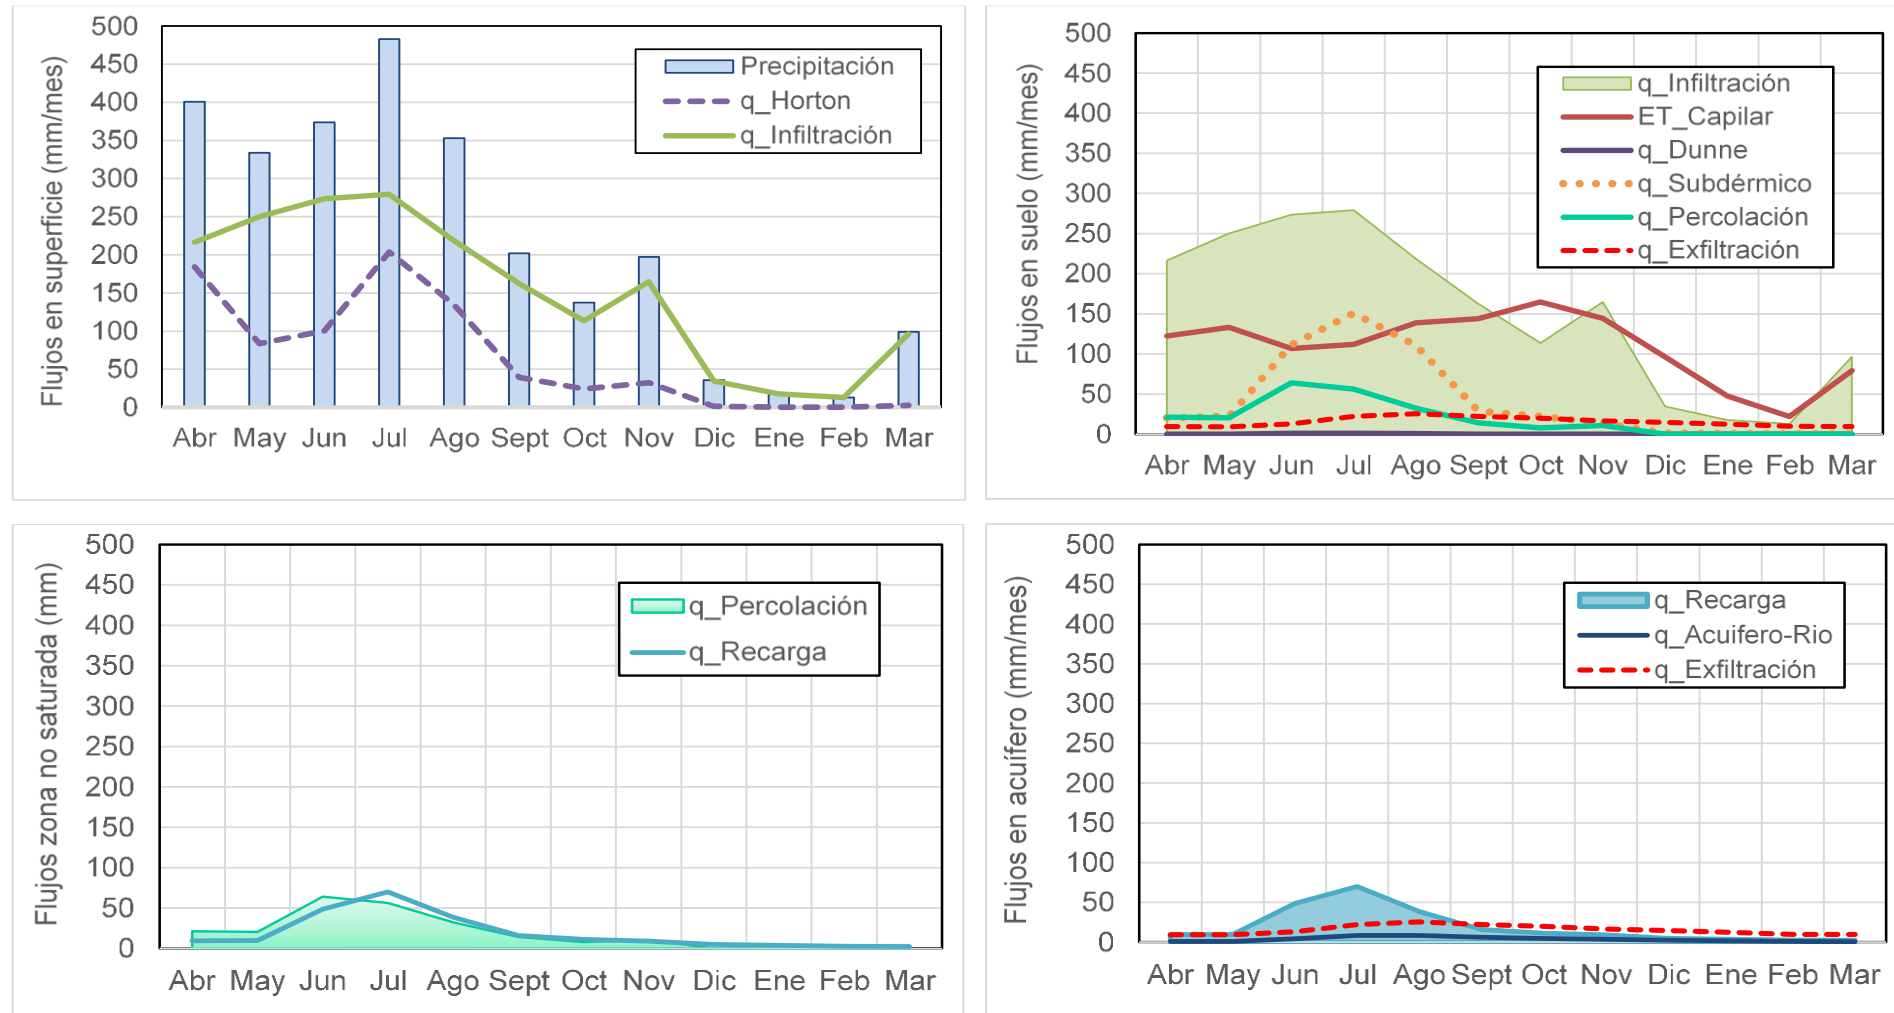 Flujos en superficie (mm/mes)
500
450
400
350
300
250
200
150
100
50
0
Precipitación
q_Horton
q_Infiltración
Abr May Jun Jul Ago Sept Oct Nov Dic Ene Feb Mar
Flujos en suelo (mm/mes)
500
450
400
350
300
250
200
150
100
50
0
q_Infiltración
ET_Capilar
q_Dunne
q_Subdérmico
q_Percolación
q_Exfiltración
Abr May Jun Jul Ago Sept Oct Nov Dic Ene Feb Mar
Flujos zona no saturada (mm)
500
450
400
350
300
250
200
150
100
50
0
q_Percolación
q_Recarga
Abr May Jun Jul Ago Sept Oct Nov Dic Ene Feb Mar
Flujos en acuífero (mm/mes)
500
450
400
350
300
250
200
150
100
50
0
q_Recarga
q_Acuifero-Rio
q_Exfiltración
Abr May Jun Jul Ago Sept Oct Nov Dic Ene Feb Mar